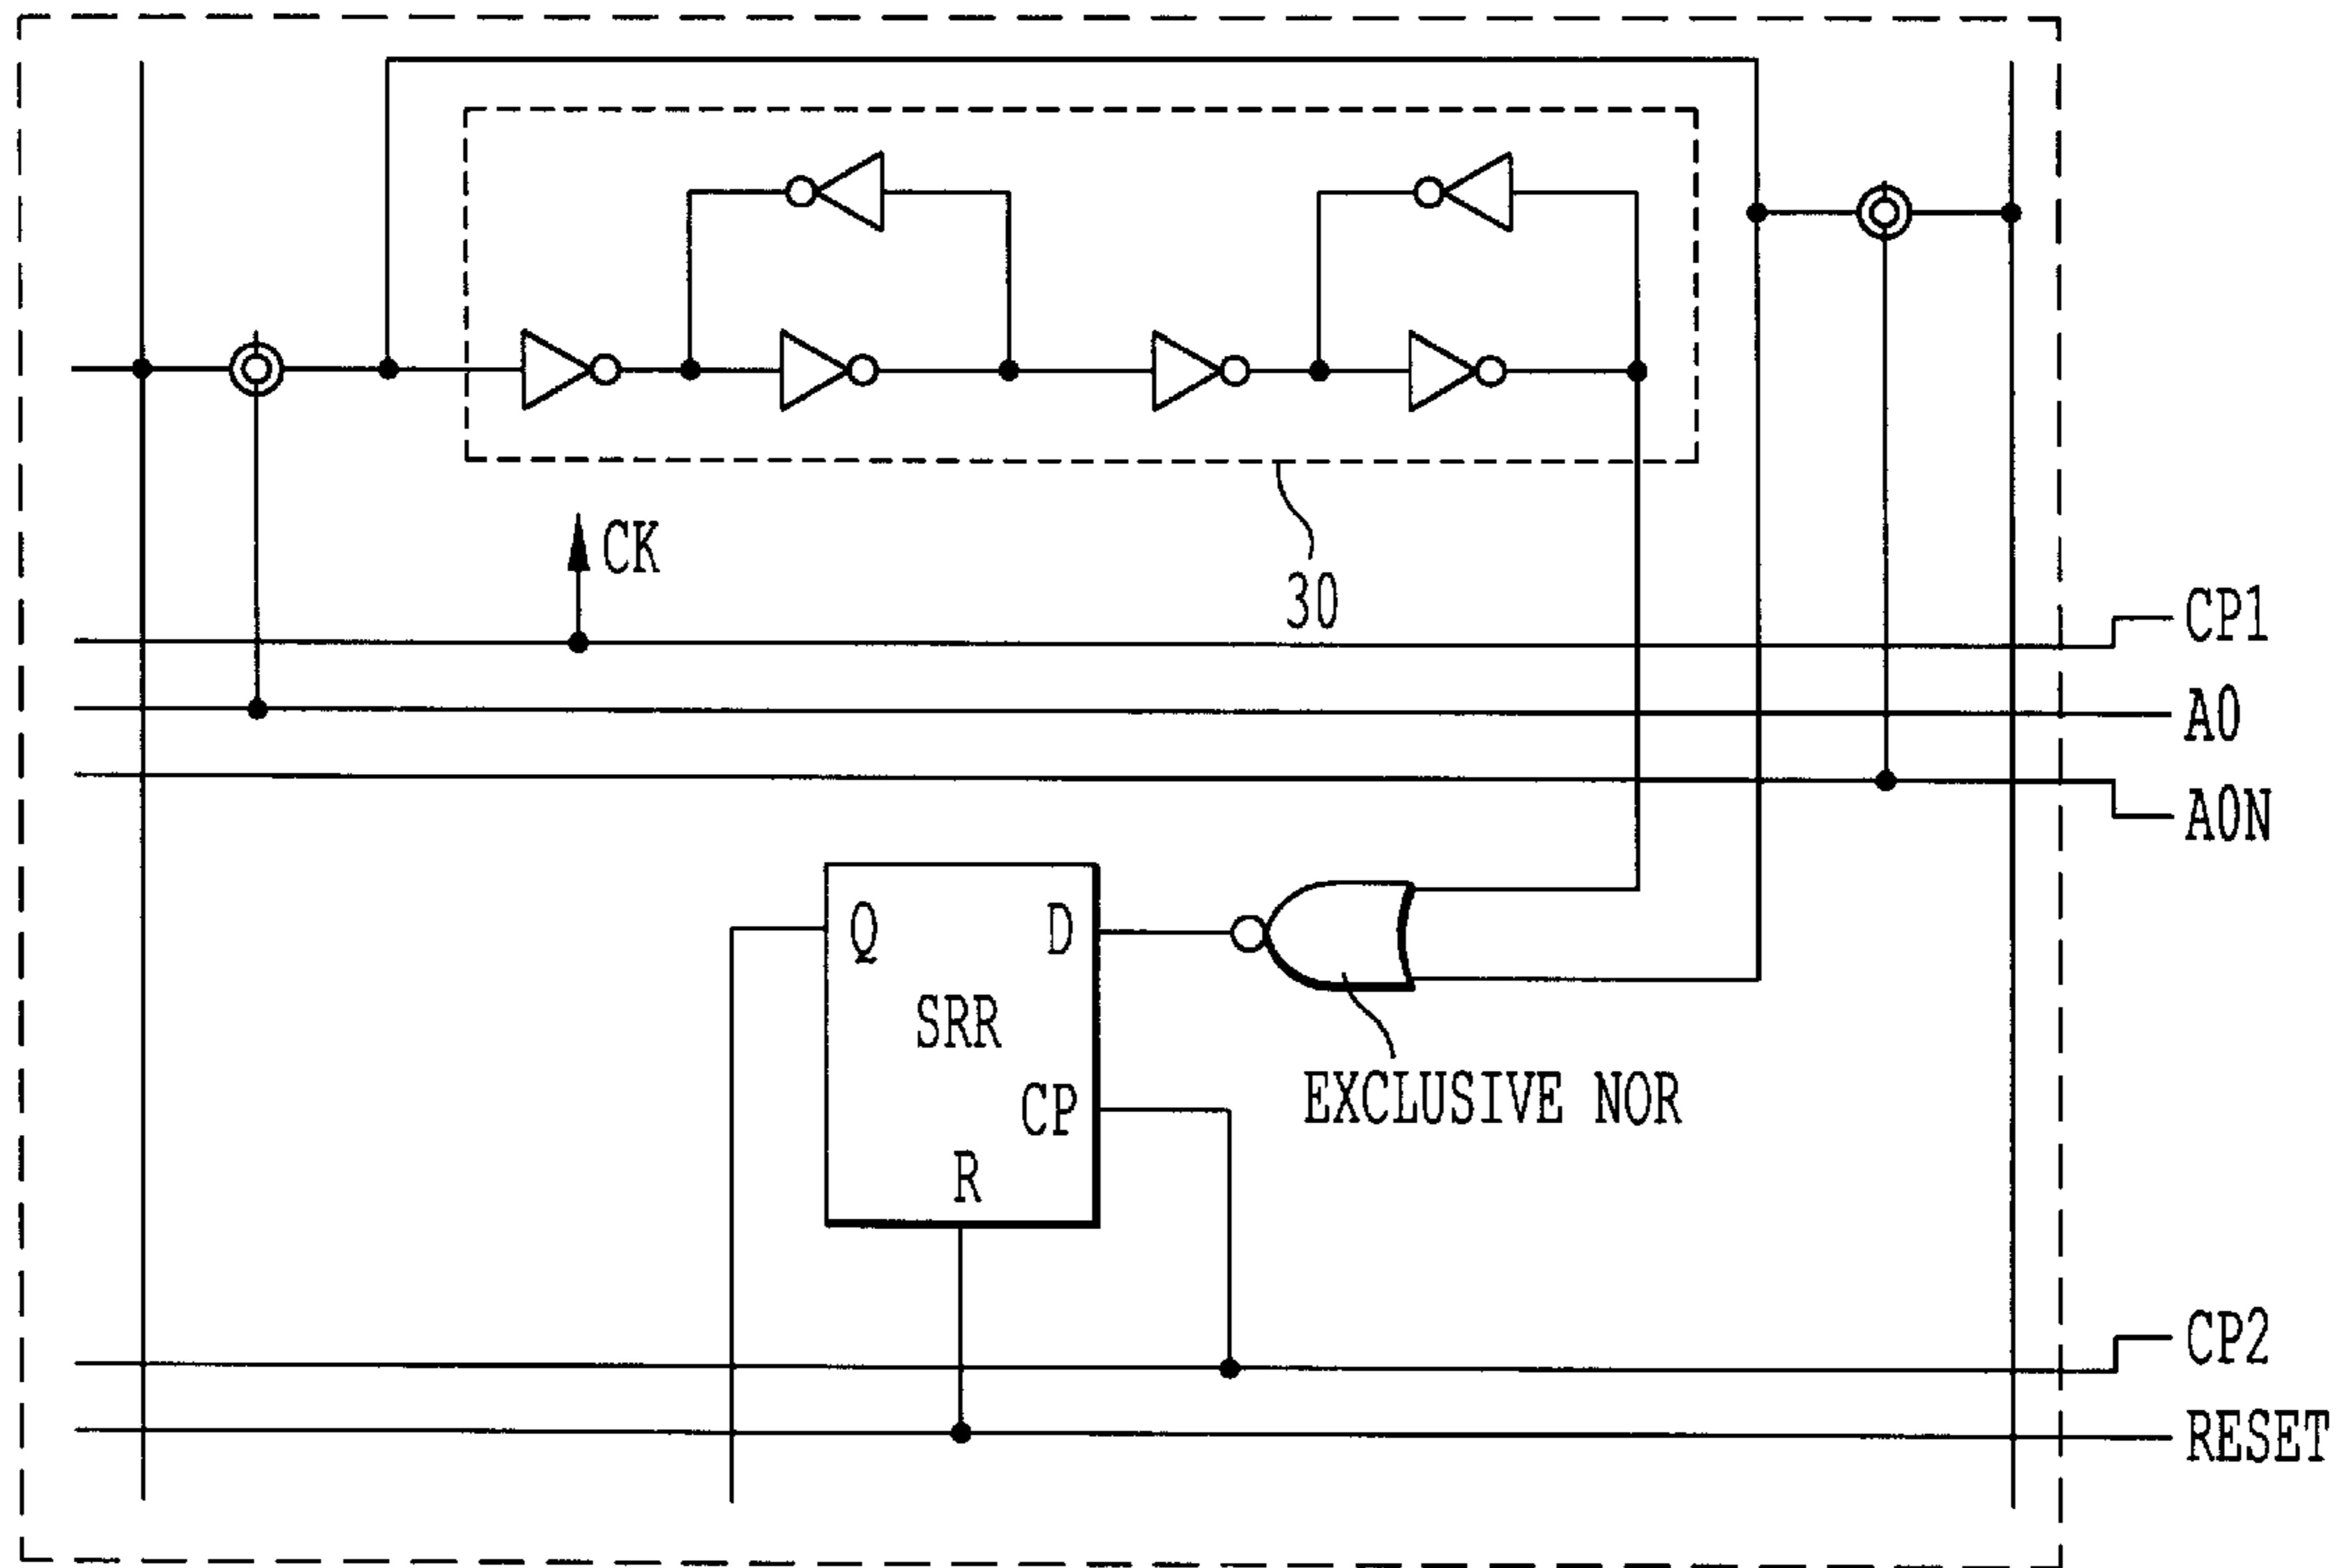 CK
30
CP1
A0
A0N
Q
D
SRR
CP
R
EXCLUSIVE NOR
CP2
RESET